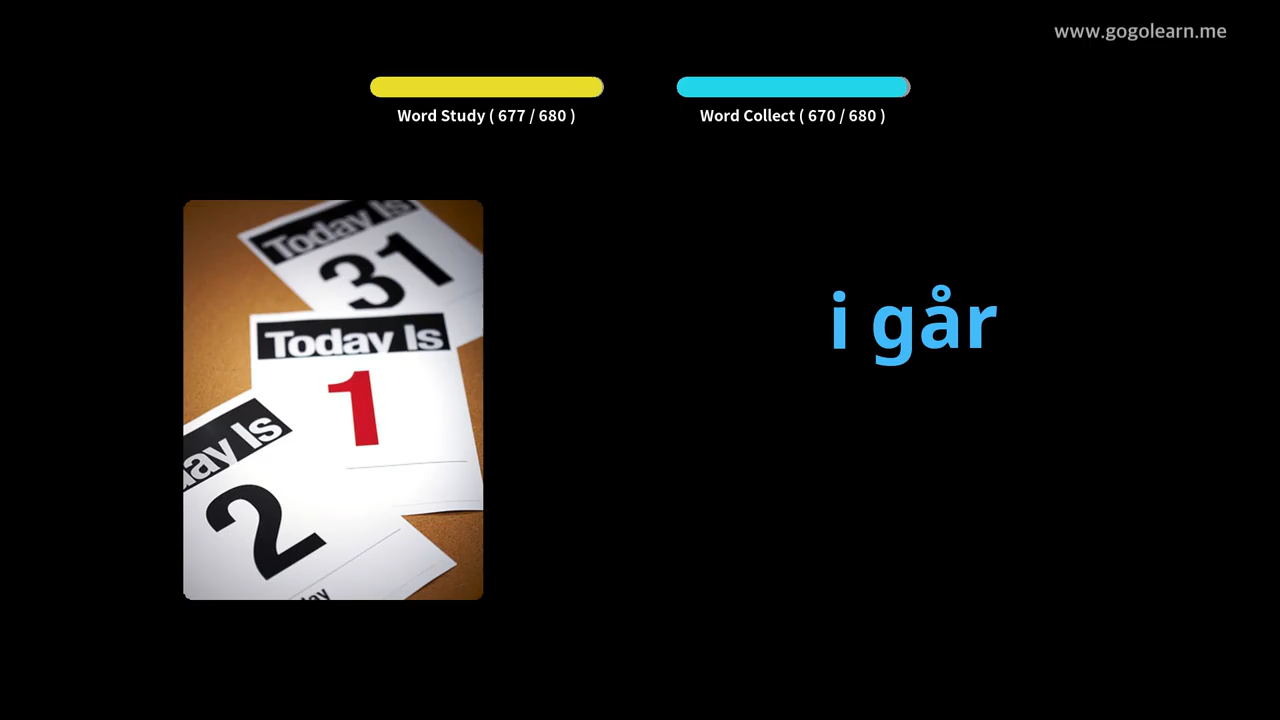 www.gogolearn.me
Word Study ( 677 / 680 )
Word Collect ( 670 / 680 )
Today Is
31
Today Is
1
ay Is
2
i går